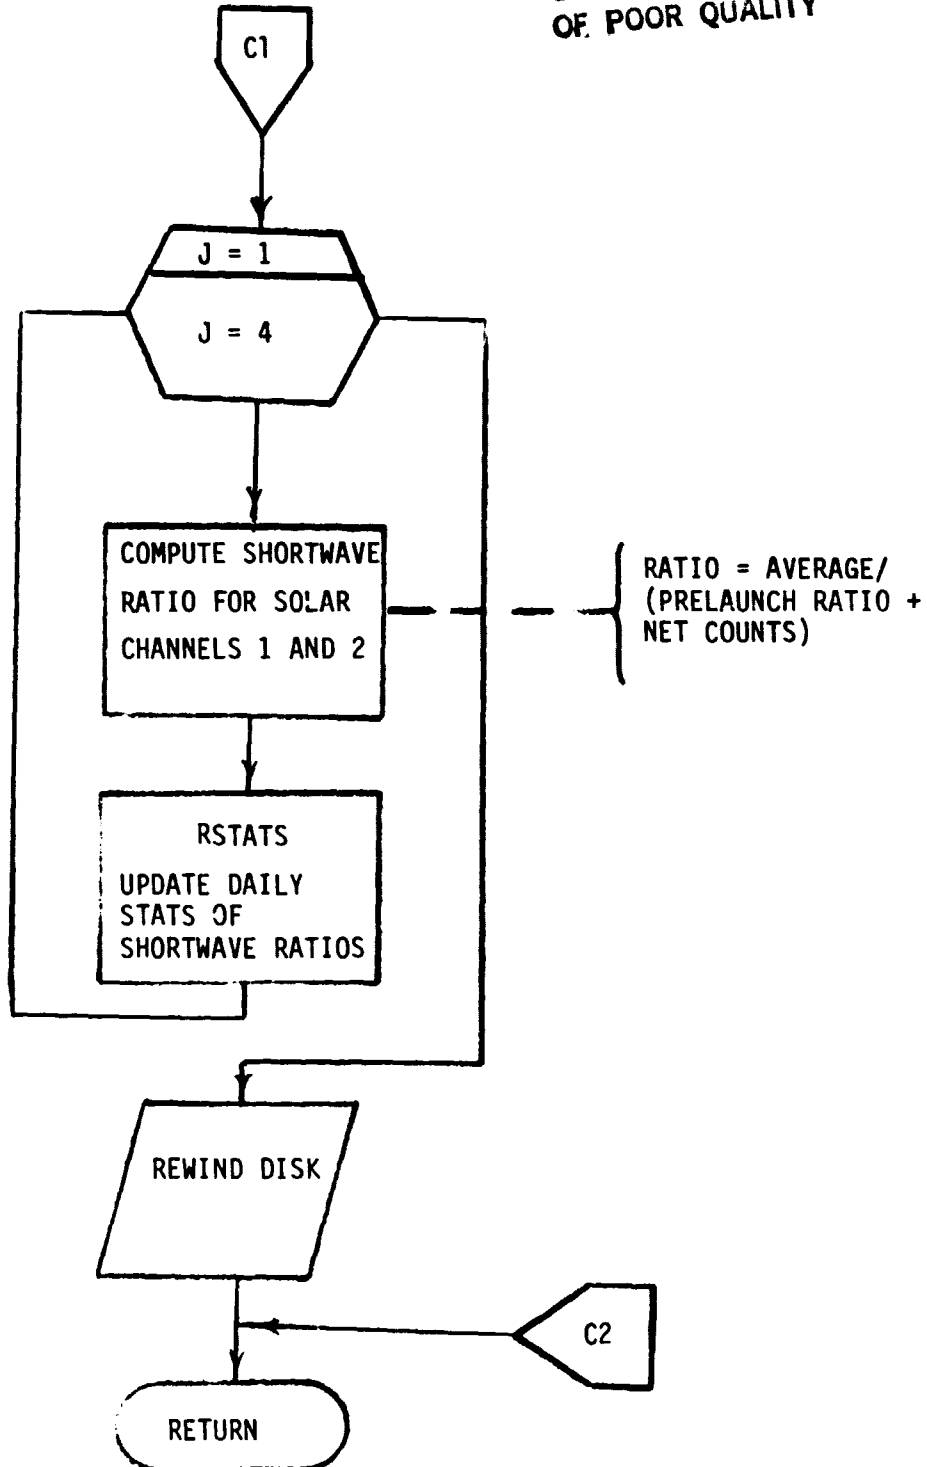 OF POOR QUALITY
C1
J = 1
J = 4
COMPUTE SHORTWAVE
RATIO FOR SOLAR
CHANNELS 1 AND 2
RATIO = AVERAGE/
(PRELAUNCH RATIO +
NET COUNTS)
RSTATS
UPDATE DAILY
STATS OF
SHORTWAVE RATIOS
REWIND DISK
C2
RETURN